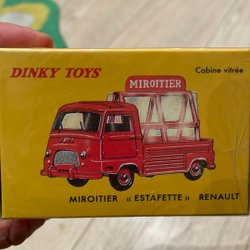 DINKY TOYS
Cabine vitrée
MIROITIER
MIROITIER « ESTAFETTE » RENAULT